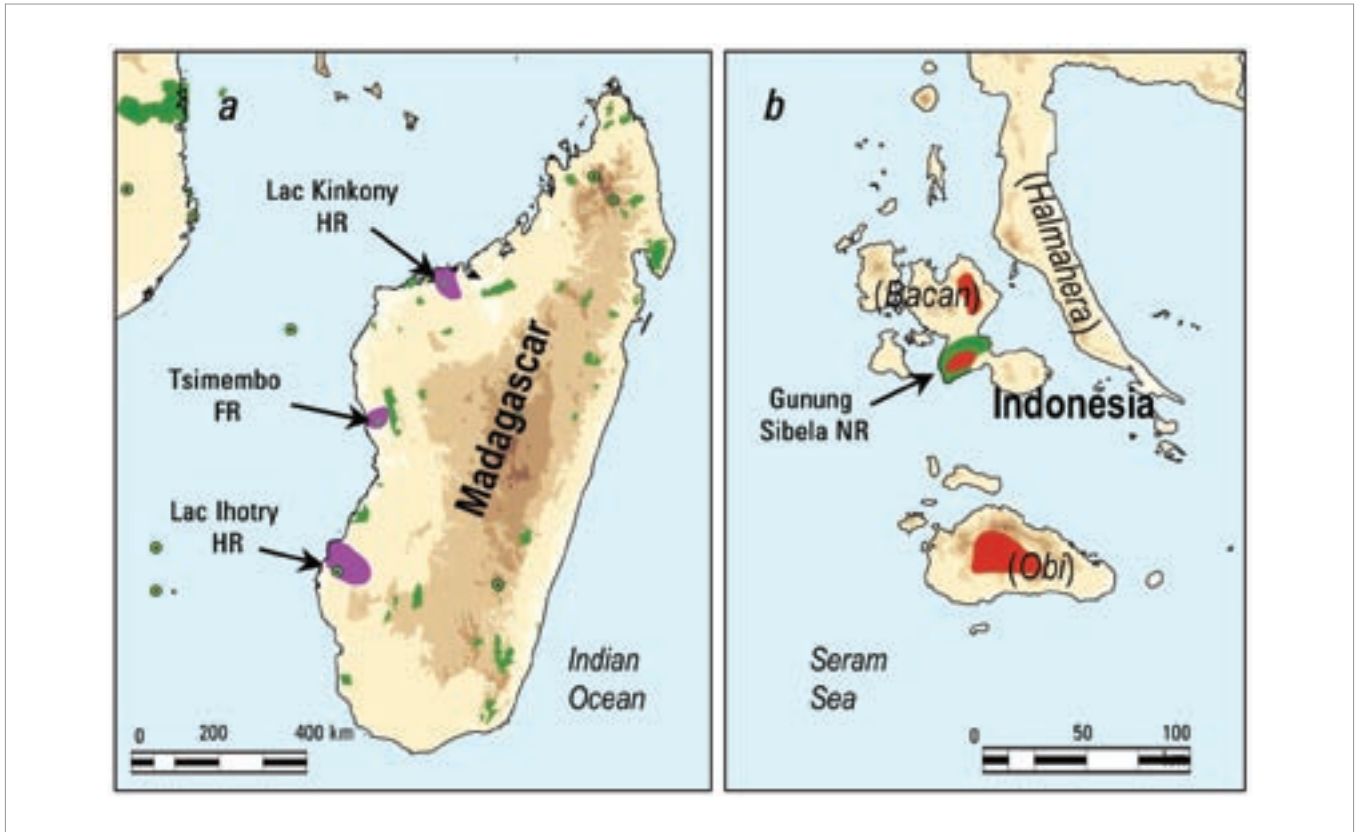 a
Lac Kinkony
HR
Tsimembo
FR
Madagascar
Lac Ihotry
HR
Indian
Ocean
0 200 400 km
b
(Halmahera)
(Bacan)
Gunung
Sibela NR
Indonésia
(Obi)
Seram
Sea
0 50 100